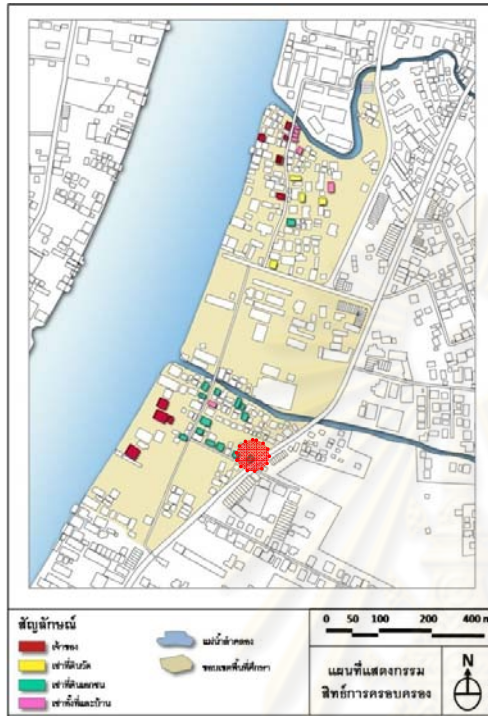 สัญลักษณ์
เจ้าของ
เช่าที่ดินวัด
เช่าที่ดินเอกชน
เช่าทั้งที่และบ้าน
แม่น้ำลำคลอง
ขอบเขตพื้นที่ศึกษา
0 50 100 200 400 m
แผนที่แสดงกรรม
สิทธิ์การครอบครอง
N